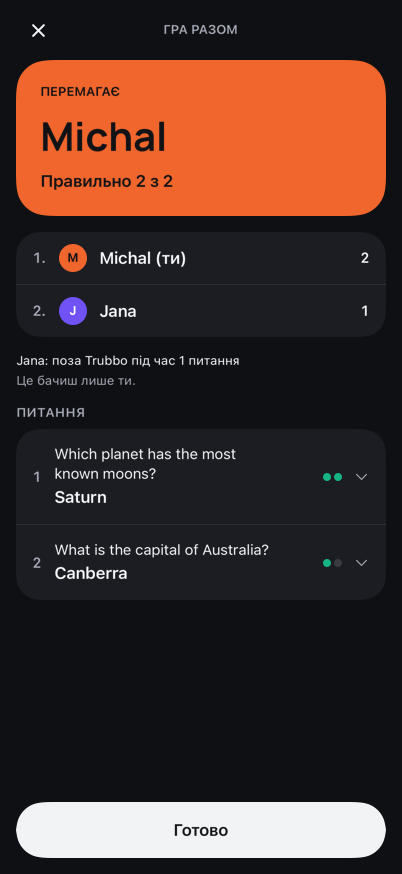 ГРА РАЗОМ
ПЕРЕМАГАЄ
Michal
Правильно 2 з 2
1. M Michal (ти) 2
2. J Jana 1
Jana: поза Trubbo під час 1 питання
Це бачиш лише ти.
ПИТАННЯ
Which planet has the most
1 known moons?
Saturn
What is the capital of Australia?
2 Canberra
Готово